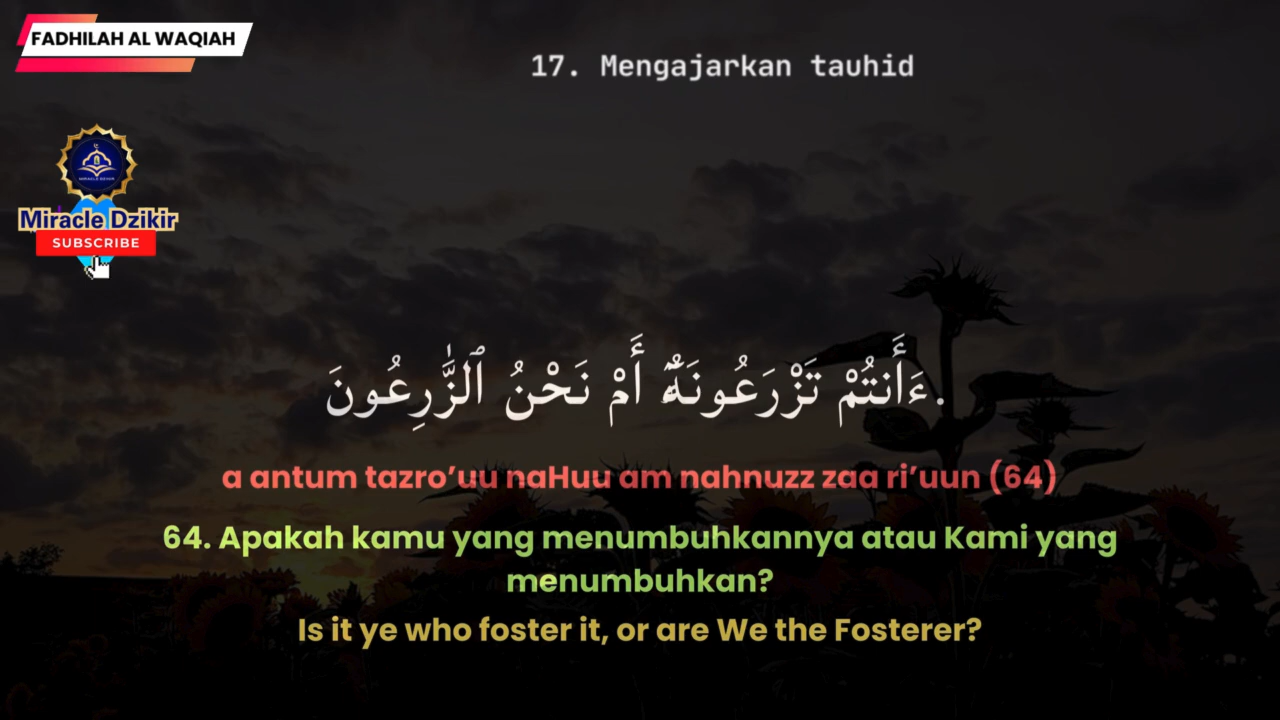 FADHILAH AL WAQIAH
17. Mengajarkan tauhid
Miracle Dzikir
SUBSCRIBE
ءَأَنتُمْ تَزْرَعُونَهُۥٓ أَمْ نَحْنُ ٱلزَّٰرِعُونَ.
a antum tazro’uu naHuu am nahnuzz zaa ri’uun (64)
64. Apakah kamu yang menumbuhkannya atau Kami yang
menumbuhkan?
Is it ye who foster it, or are We the Fosterer?